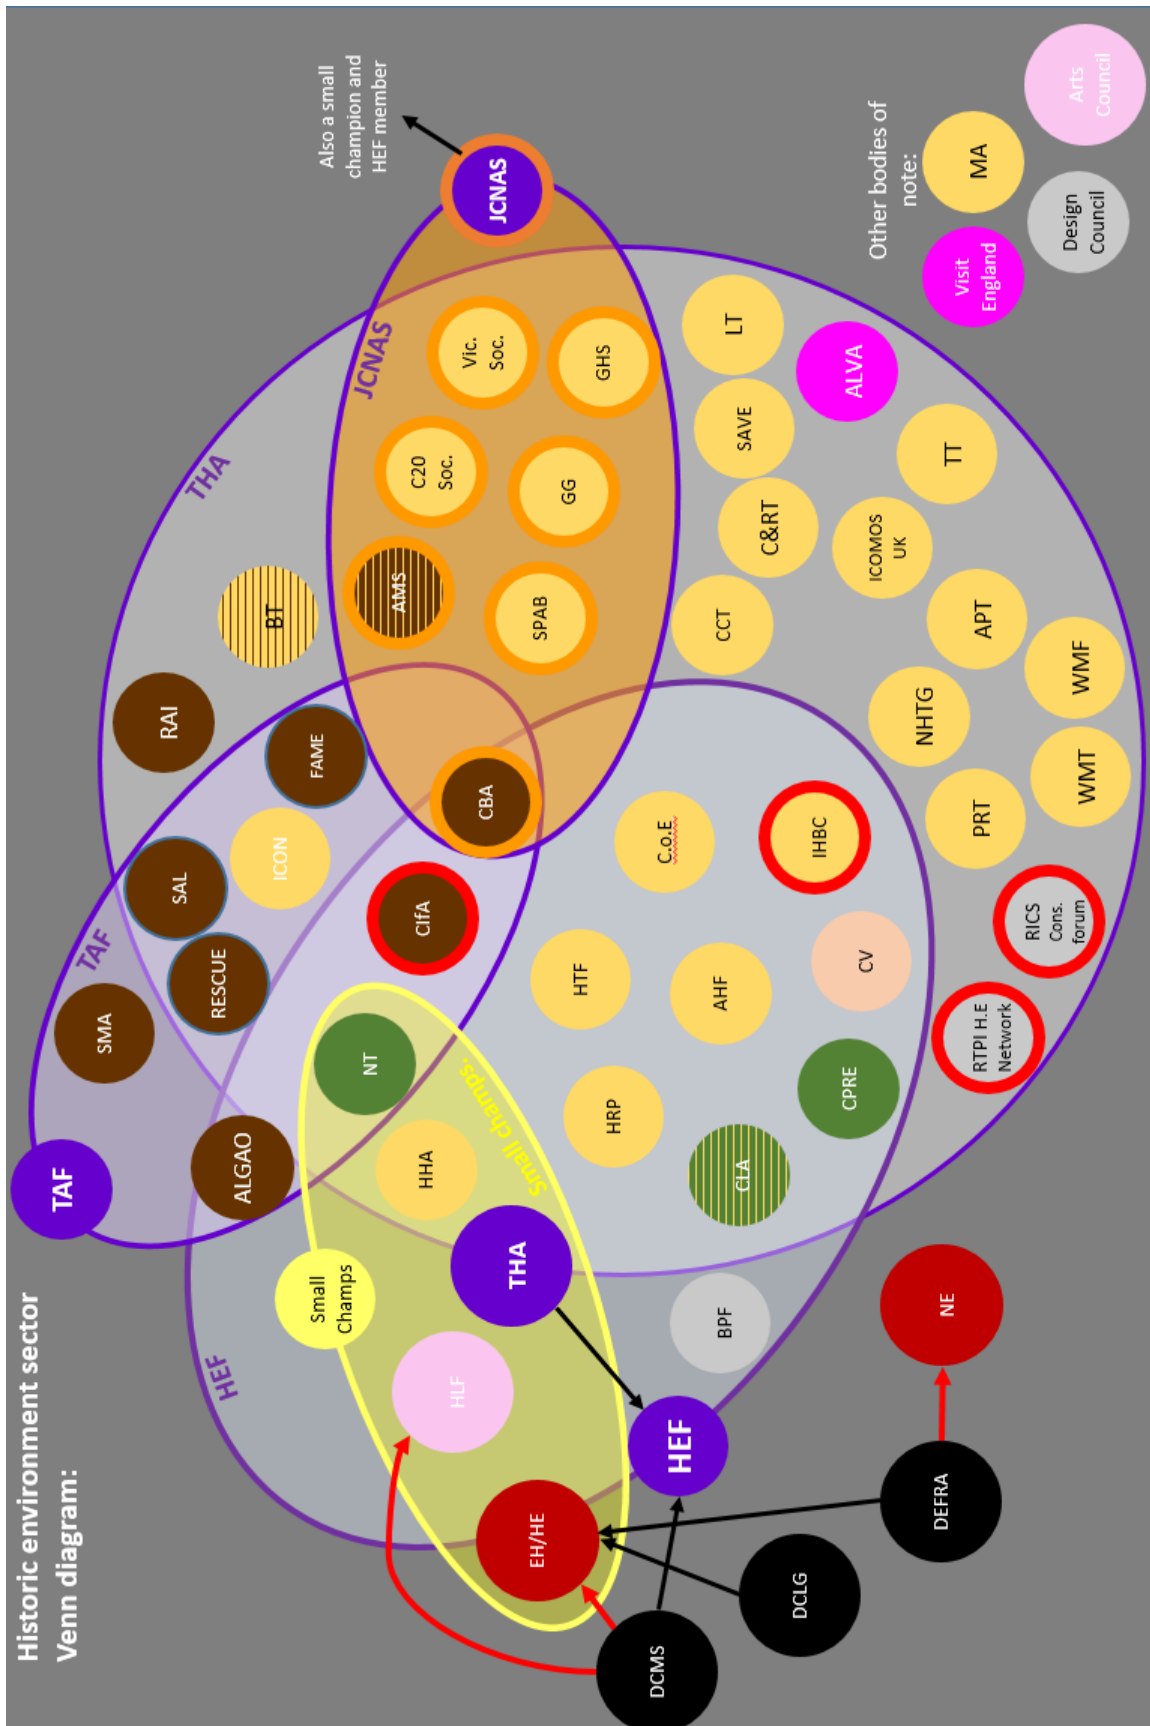 Historic environment sector
Venn diagram:
TAF
SMA
TAF
ALGAO
RESCUE
SAL
RAI
THA
BT
ICON
FAME
HEF
Small
Champs
NT
CIfA
HHA
Small champs.
CBA
AMS
C20
Soc.
Vic.
Soc.
JCNAS
JCNAS
Also a small
champion and
HEF member
SPAB
GG
GHS
HLF
THA
EH/HE
HTF
HRP
C.o.E
AHF
CLA
CPRE
CV
IHBC
BPF
HEF
CCT
C&RT
SAVE
LT
ALVA
ICOMOS
UK
TT
NHTG
APT
PRT
WMT
WMF
RICS
Cons.
forum
RTPI H.E
Network
DCMS
DCLG
DEFRA
NE
Other bodies of
note:
Visit
England
MA
Design
Council
Arts
Council